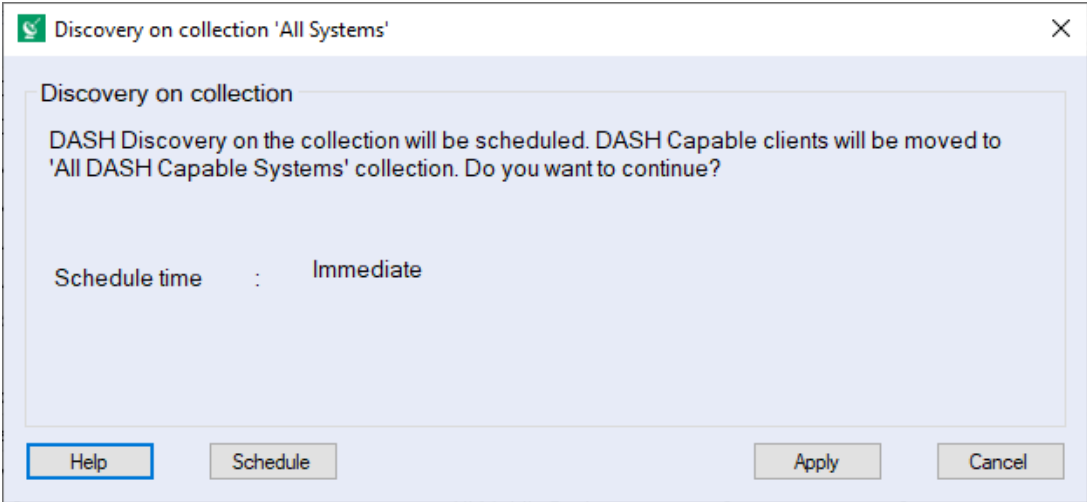 Discovery on collection 'All Systems'
Discovery on collection
DASH Discovery on the collection will be scheduled. DASH Capable clients will be moved to
'All DASH Capable Systems' collection. Do you want to continue?
Schedule time : Immediate
Help Schedule Apply Cancel